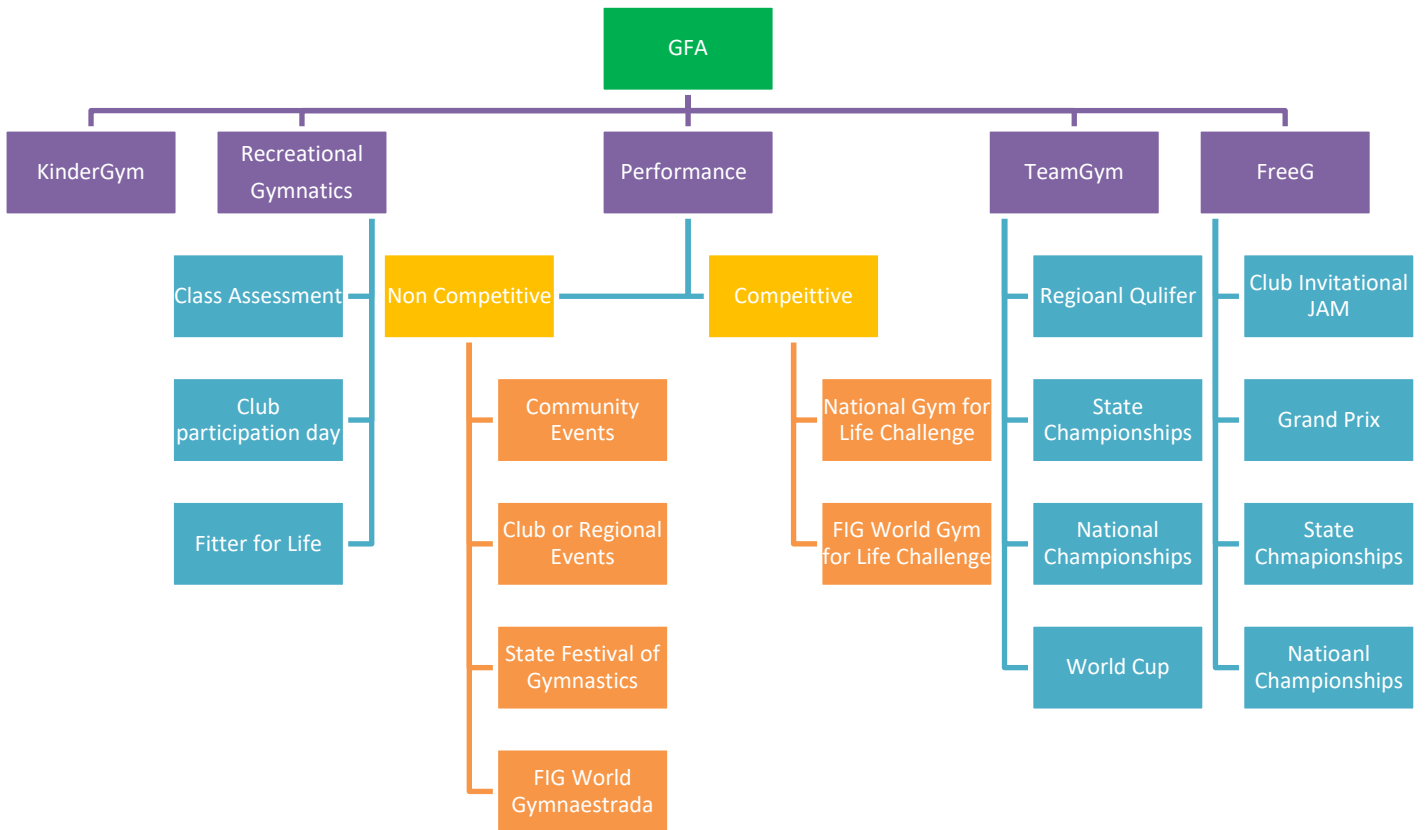 GFA
KinderGym
Recreational
Gymnatics
Performance
TeamGym
FreeG
Class Assessment
Non Competitive
Compeittive
Regioanl Qulifer
Club Invitational
JAM
Club
participation day
Community
Events
National Gym for
Life Challenge
State
Championships
Grand Prix
Fitter for Life
Club or Regional
Events
FIG World Gym
for Life Challenge
National
Championships
State
Chmapionships
State Festival of
Gymnastics
World Cup
Natioanl
Championships
FIG World
Gymnaestrada